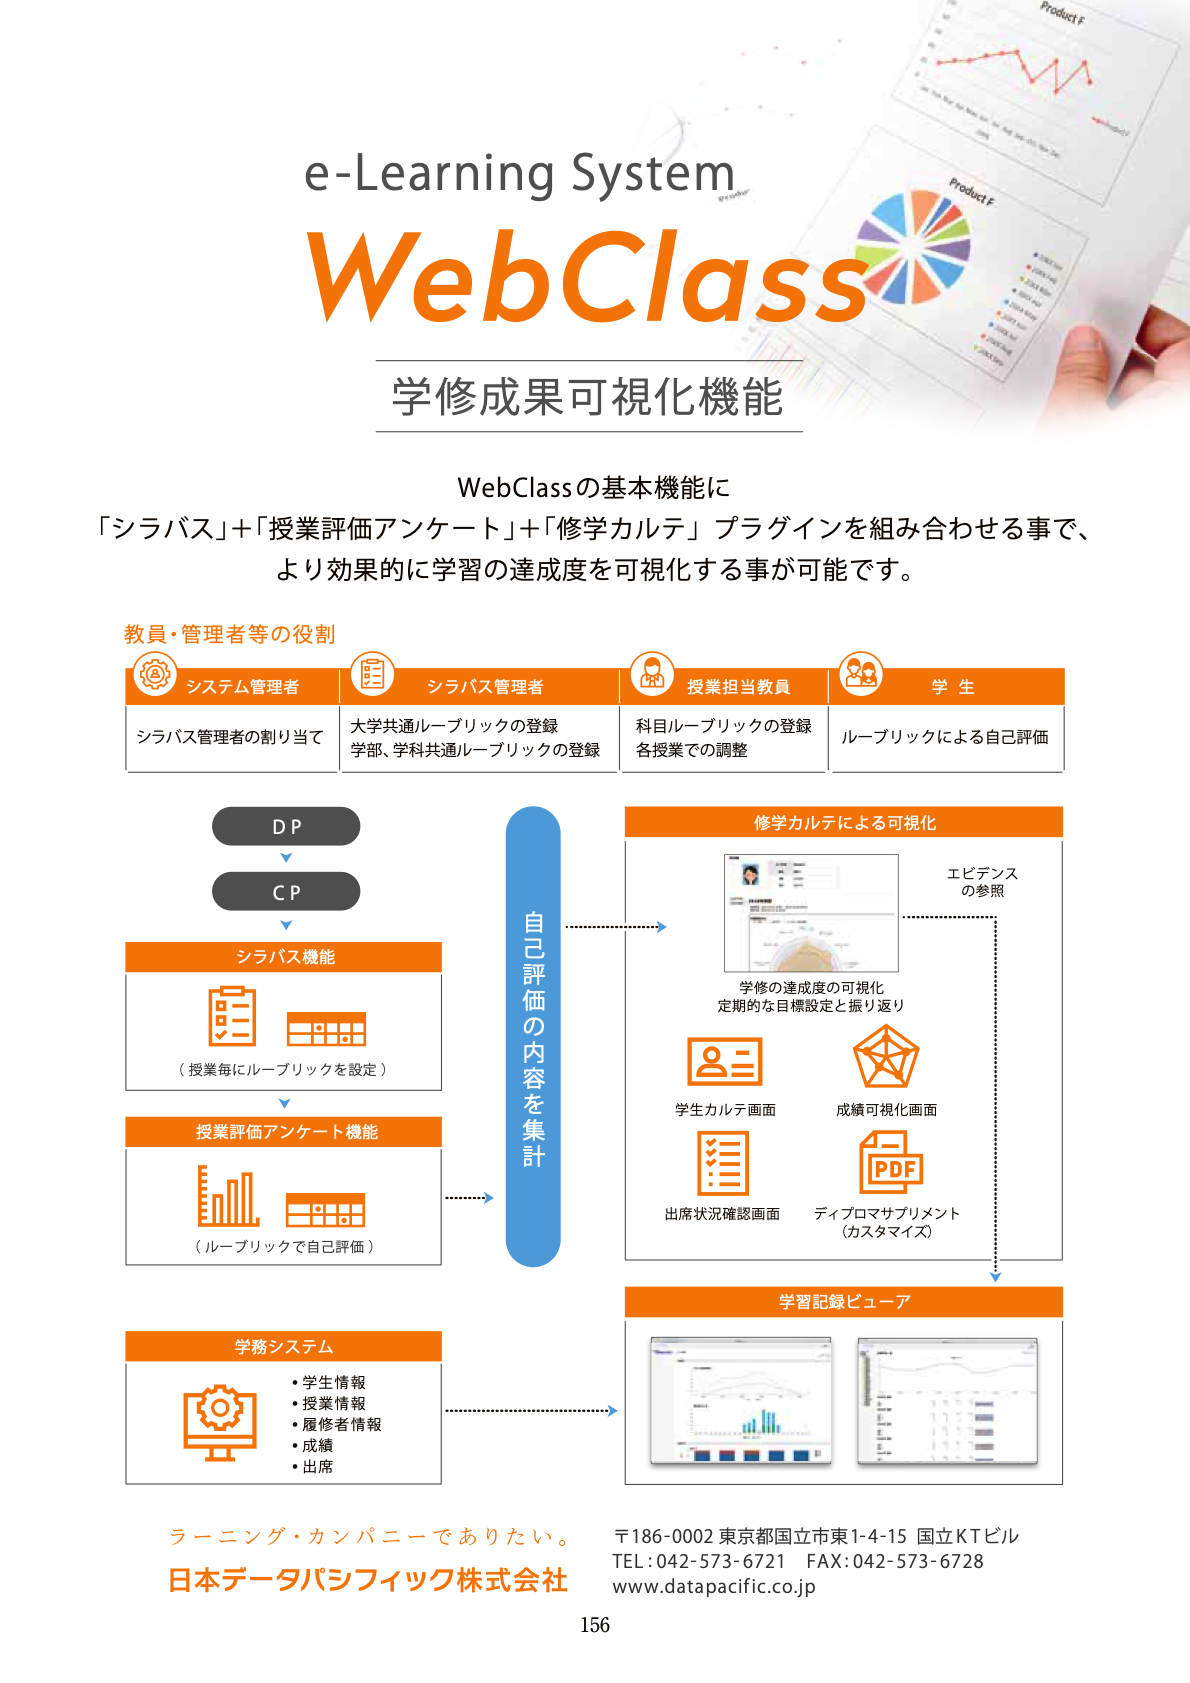 Product F
Product F
e-Learning System
WebClass
学修成果可視化機能
WebClassの基本機能に
「シラバス」＋「授業評価アンケート」＋「修学カルテ」プラグインを組み合わせる事で、
より効果的に学習の達成度を可視化する事が可能です。
教員・管理者等の役割
システム管理者
シラバス管理者
授業担当教員
学 生
シラバス管理者の割り当て
大学共通ルーブリックの登録
学部、学科共通ルーブリックの登録
科目ルーブリックの登録
各授業での調整
ルーブリックによる自己評価
DP
CP
シラバス機能
（授業毎にルーブリックを設定）
授業評価アンケート機能
（ルーブリックで自己評価）
自己評価の内容を集計
修学カルテによる可視化
エビデンス
の参照
学修の達成度の可視化
定期的な目標設定と振り返り
学生カルテ画面
成績可視化画面
PDF
出席状況確認画面
ディプロマサプリメント
（カスタマイズ）
学習記録ビューア
学務システム
・学生情報
・授業情報
・履修者情報
・成績
・出席
ラーニング・カンパニーでありたい。
日本データパシフィック株式会社
〒186-0002 東京都国立市東1-4-15 国立KTビル
TEL：042-573-6721 FAX：042-573-6728
www.datapacific.co.jp
156